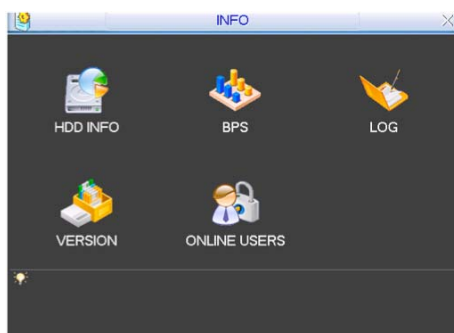 INFO
HDD INFO
BPS
LOG
VERSION
ONLINE USERS